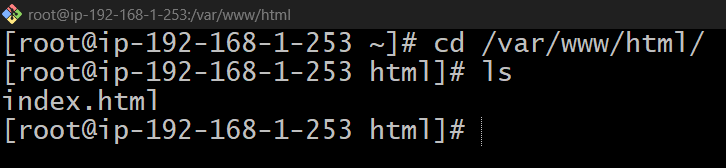 root@ip-192-168-1-253:/var/www/html
[root@ip-192-168-1-253 ~]# cd /var/www/html/
[root@ip-192-168-1-253 html]# ls
index.html
[root@ip-192-168-1-253 html]#